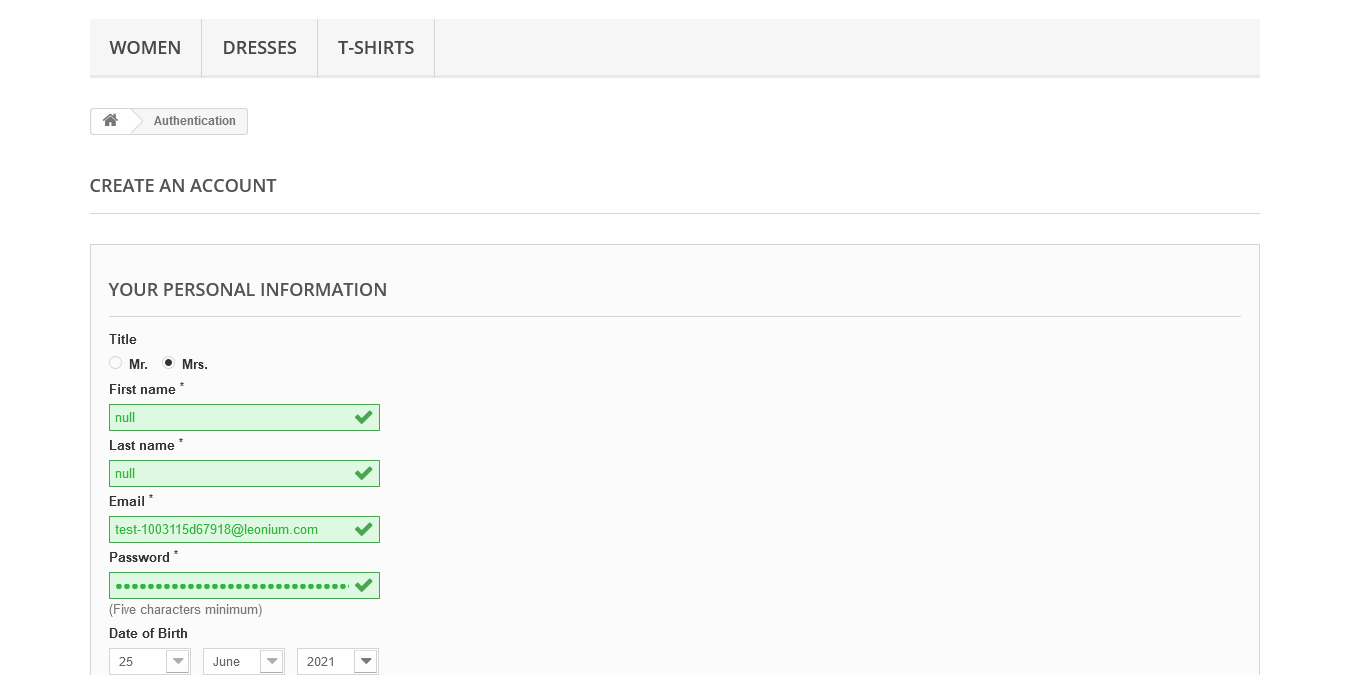 WOMEN DRESSES T-SHIRTS
Authentication
CREATE AN ACCOUNT
YOUR PERSONAL INFORMATION
Title
Mr. Mrs.
First name *
null
Last name *
null
Email *
test-1003115d67918@leonium.com
Password *
(Five characters minimum)
Date of Birth
25 June 2021